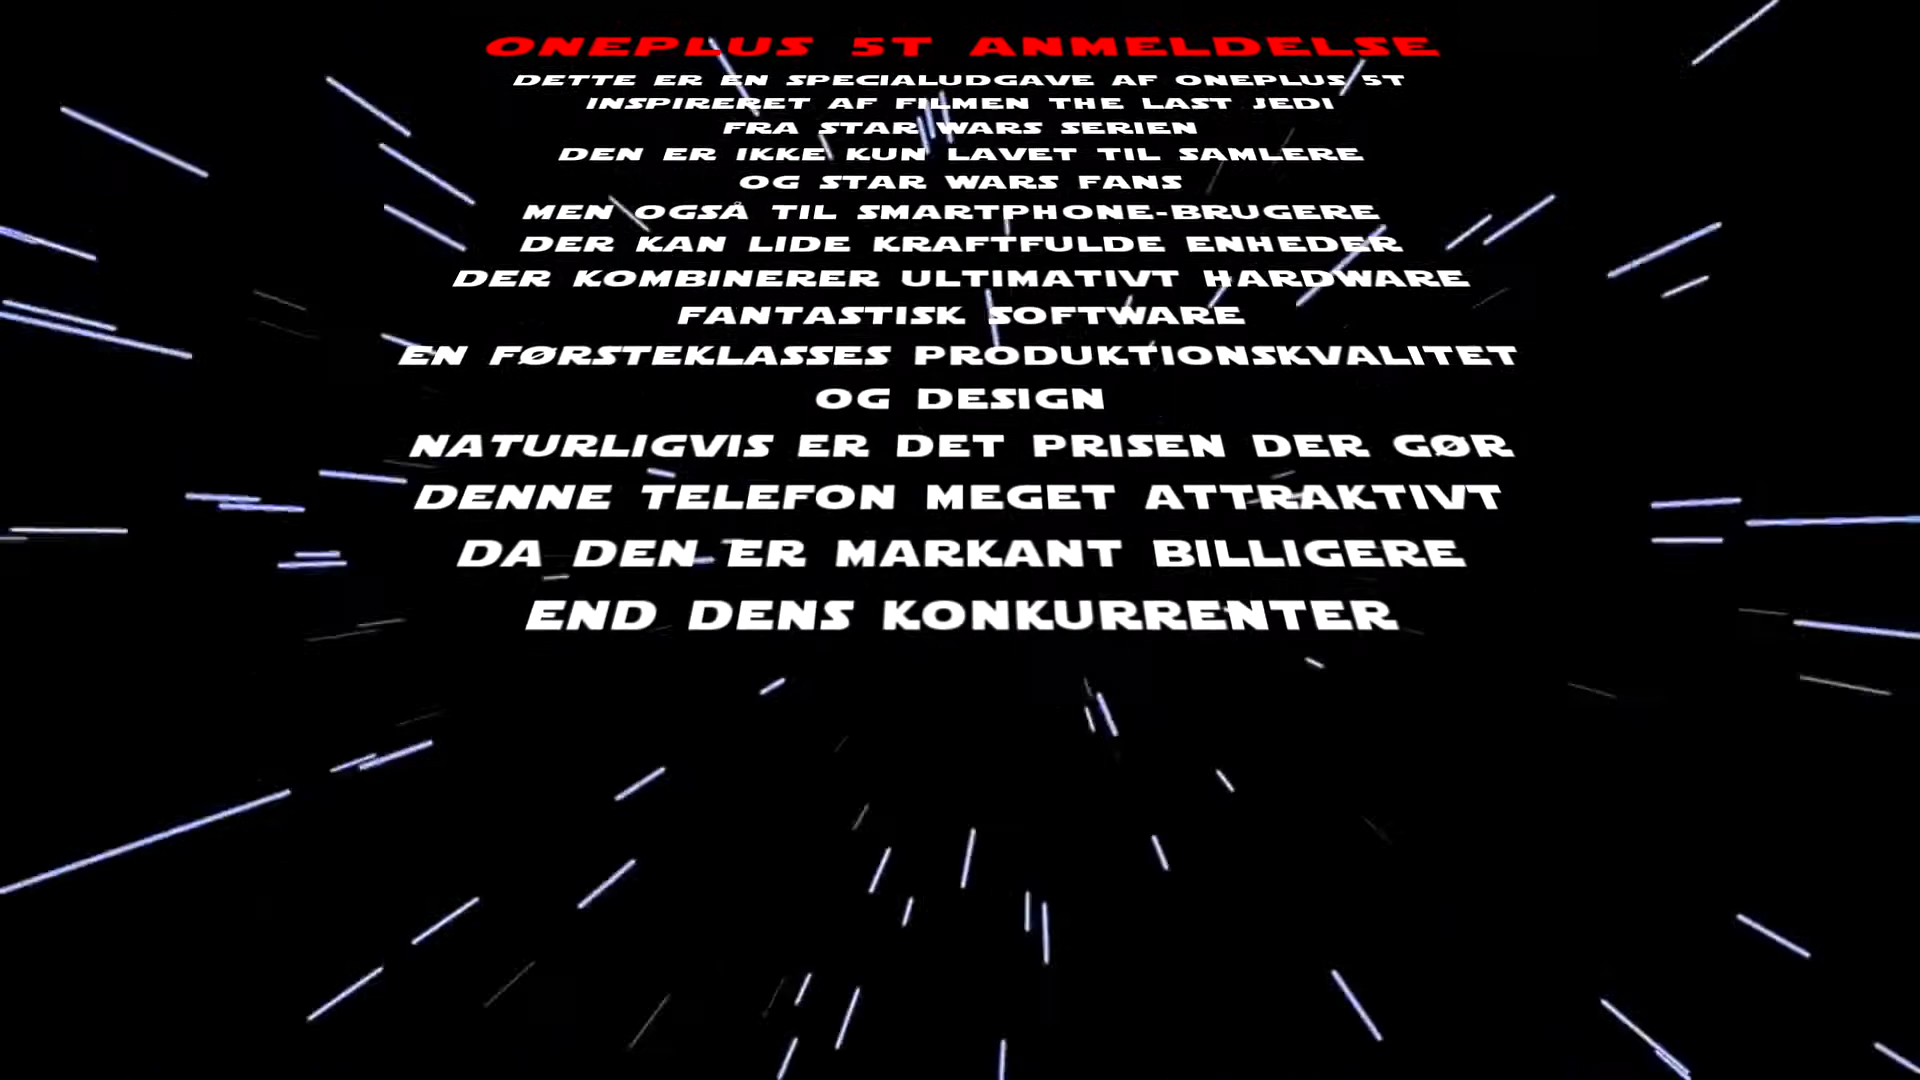 ONEPLUS 5T ANMELDELSE
DETTE ER EN SPECIALUDGAVE AF ONEPLUS 5T
INSPIRERET AF FILMEN THE LAST JEDI
FRA STAR WARS SERIEN
DEN ER IKKE KUN LAVET TIL SAMLERE
OG STAR WARS FANS
MEN OGSÅ TIL SMARTPHONE-BRUGERE
DER KAN LIDE KRAFTFULDE ENHEDER
DER KOMBINERER ULTIMATIVT HARDWARE
FANTASTISK SOFTWARE
EN FØRSTEKLASSES PRODUKTIONSKVALITET
OG DESIGN
NATURLIGVIS ER DET PRISEN DER GØR
DENNE TELEFON MEGET ATTRAKTIVT
DA DEN ER MARKANT BILLIGERE
END DENS KONKURRENTER